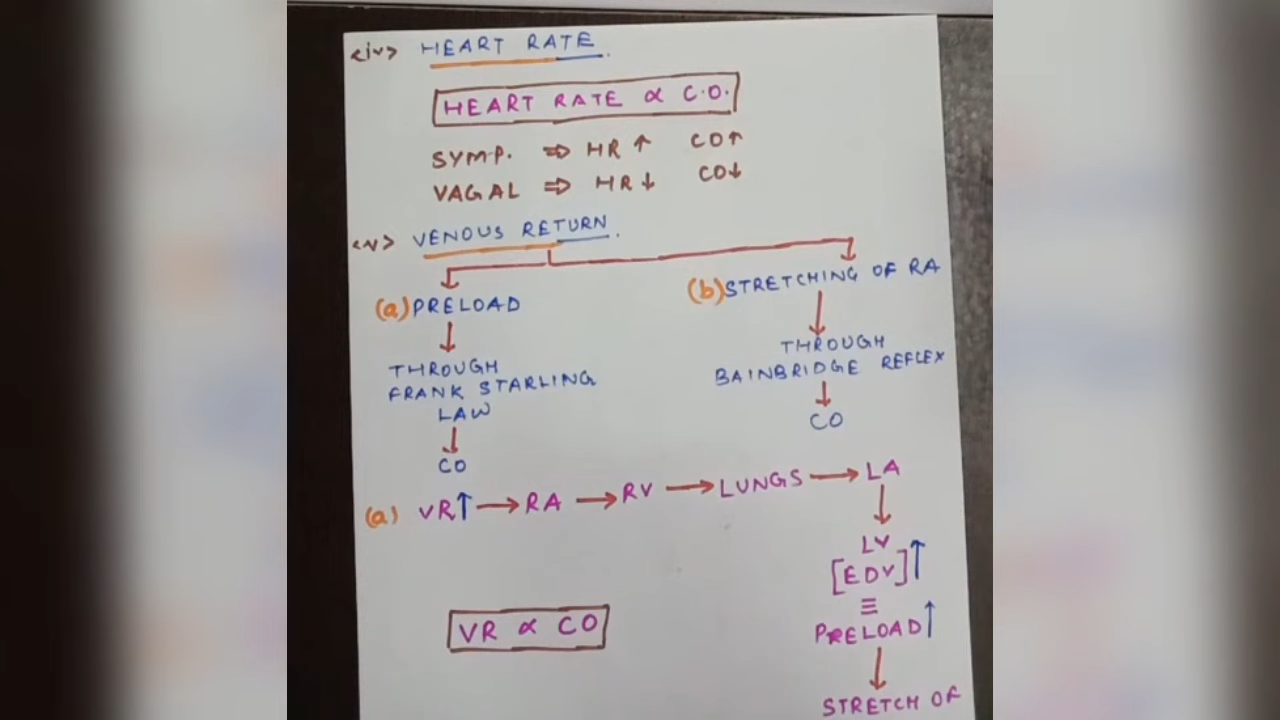 <iv> HEART RATE.
HEART RATE ∝ C.O.
SYMP. ⇒ HR ↑ CO↑
VAGAL ⇒ HR↓ CO↓
<v> VENOUS RETURN.
(a) PRELOAD
(b) STRETCHING OF RA
THROUGH
FRANK STARLING
LAW
↓
CO
THROUGH
BAINBRIDGE REFLEX
↓
CO
(a) VR↑ → RA → RV → LUNGS → LA
↓
LV
[EDV]↑
≡
PRELOAD↑
↓
STRETCH OF
VR ∝ CO